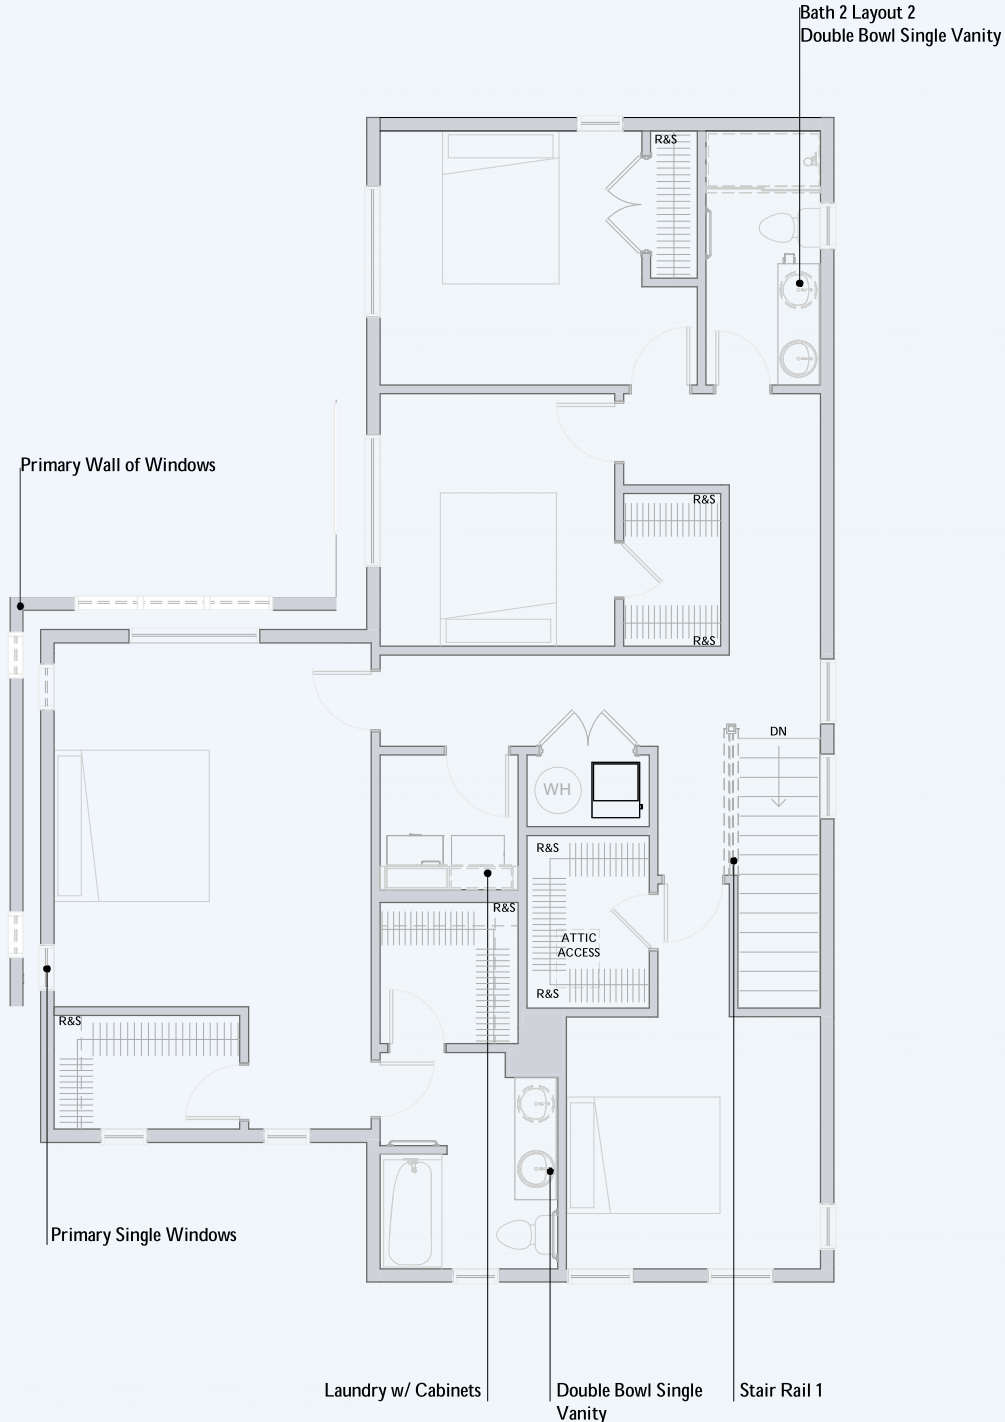 Bath 2 Layout 2
Double Bowl Single Vanity
R&S
Primary Wall of Windows
R&S
R&S
DN
WH
R&S
R&S
ATTIC
ACCESS
R&S
R&S
Primary Single Windows
Laundry w/ Cabinets
Double Bowl Single
Vanity
Stair Rail 1